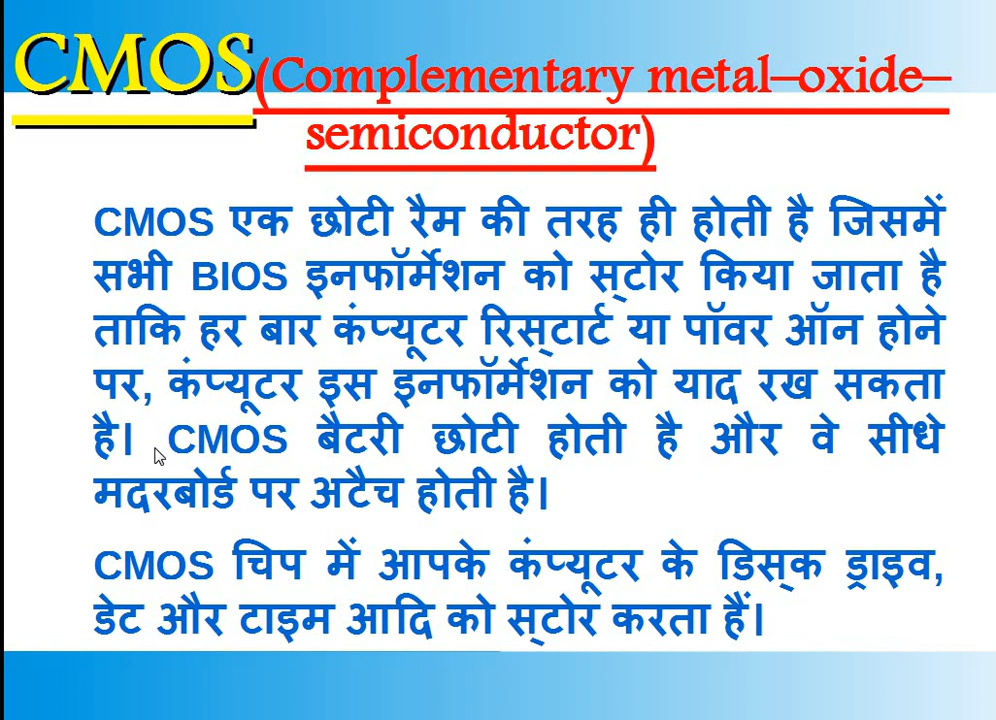 CMOS(Complementary metal–oxide–
semiconductor)
CMOS एक छोटी रैम की तरह ही होती है जिसमें
सभी BIOS इनफॉर्मेशन को स्‌टोर किया जाता है
ताकि हर बार कंप्यूटर रिस्‌टार्ट या पॉवर ऑन होने
पर, कंप्यूटर इस इनफॉर्मेशन को याद रख सकता
है। CMOS बैटरी छोटी होती है और वे सीधे
मदरबोर्ड पर अटैच होती है।
CMOS चिप में आपके कंप्यूटर के डिस्‌क ड्राइव,
डेट और टाइम आदि को स्‌टोर करता हैं।